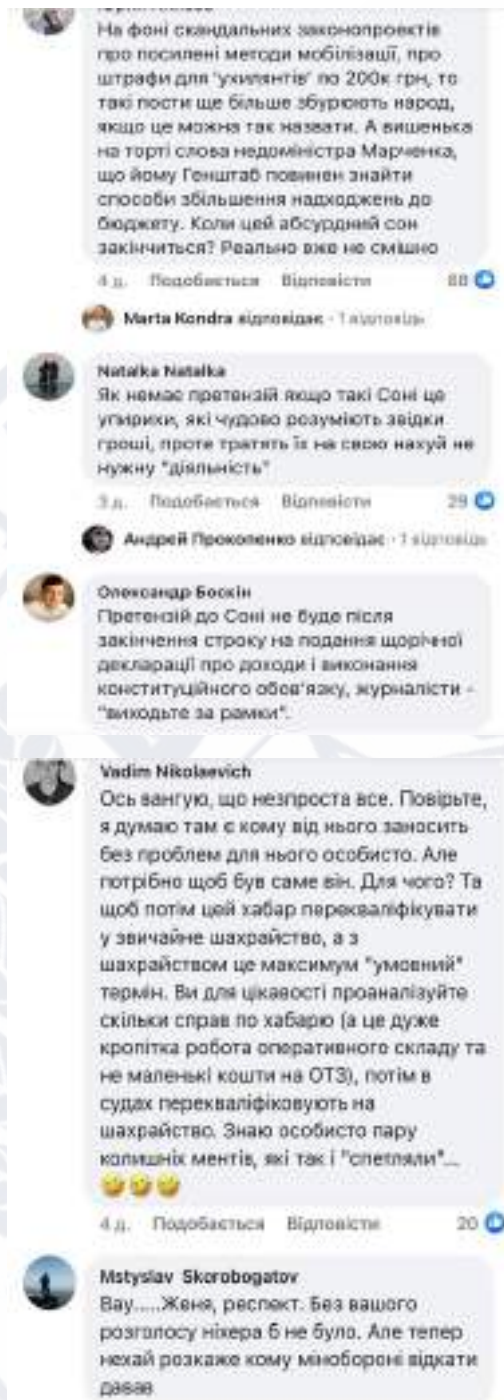 На фоні скандальних законопроектів
про посилені методи мобілізації, про
штрафи для 'ухилянтів' по 200к грн, то
такі пости ще більше збурюють народ,
якщо це можна так назвати. А вишенька
на торті слова недоміністра Марченка,
що йому Генштаб повинен знайти
способи збільшення надходжень до
бюджету. Коли цей абсурдний сон
закінчиться? Реально вже не смішно
4 д. Подобається Відповісти 88
Marta Kondra відповідає · 1 відповідь
Natalka Natalka
Як немає претензій якщо такі Соні це
упирихи, які чудово розуміють звідки
гроші, проте тратять їх на свою нахуй не
нужну "діяльність"
3 д. Подобається Відповісти 29
Андрей Прокопенко відповідає · 1 відповідь
Олександр Боскін
Претензій до Соні не буде після
закінчення строку на подання щорічної
декларації про доходи і виконання
конституційного обов'язку, журналісти -
"виходьте за рамки".
Vadim Nikolaevich
Ось вангую, що незпроста все. Повірьте,
я думаю там є кому від нього заносить
без проблем для нього особисто. Але
потрібно щоб був саме він. Для чого? Та
щоб потім цей хабар перекваліфікувати
у звичайне шахрайство, а з
шахрайством це максимум "умовний"
термін. Ви для цікавості проаналізуйте
скільки справ по хабарю (а це дуже
кропітка робота оперативного складу та
не маленькі кошти на ОТЗ), потім в
судах перекваліфіковують на
шахрайство. Знаю особисто пару
колишніх ментів, які так і "спетляли"...
🤣🤣🤣
4 д. Подобається Відповісти 20
Mstyslav Skorobogatov
Вау.....Женя, респект. Без вашого
розголосу ніхера б не було. Але тепер
нехай розкаже кому мінобороні відкати
давав